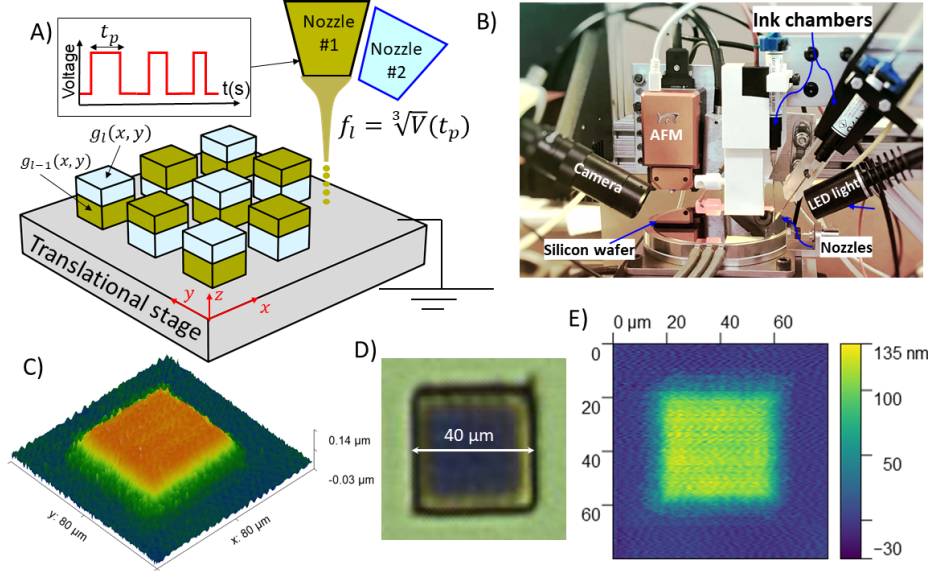 A)
t_p
Voltage
t(s)
Nozzle
#1
Nozzle
#2
f_l = ∛V(t_p)
g_l(x, y)
g_{l-1}(x, y)
Translational stage
y
z
x
B)
Ink chambers
AFM
Camera
LED light
Silicon wafer
Nozzles
C)
0.14 µm
-0.03 µm
y: 80 µm
x: 80 µm
D)
40 µm
E)
0 µm
20
40
60
0
20
40
60
135 nm
100
50
−30